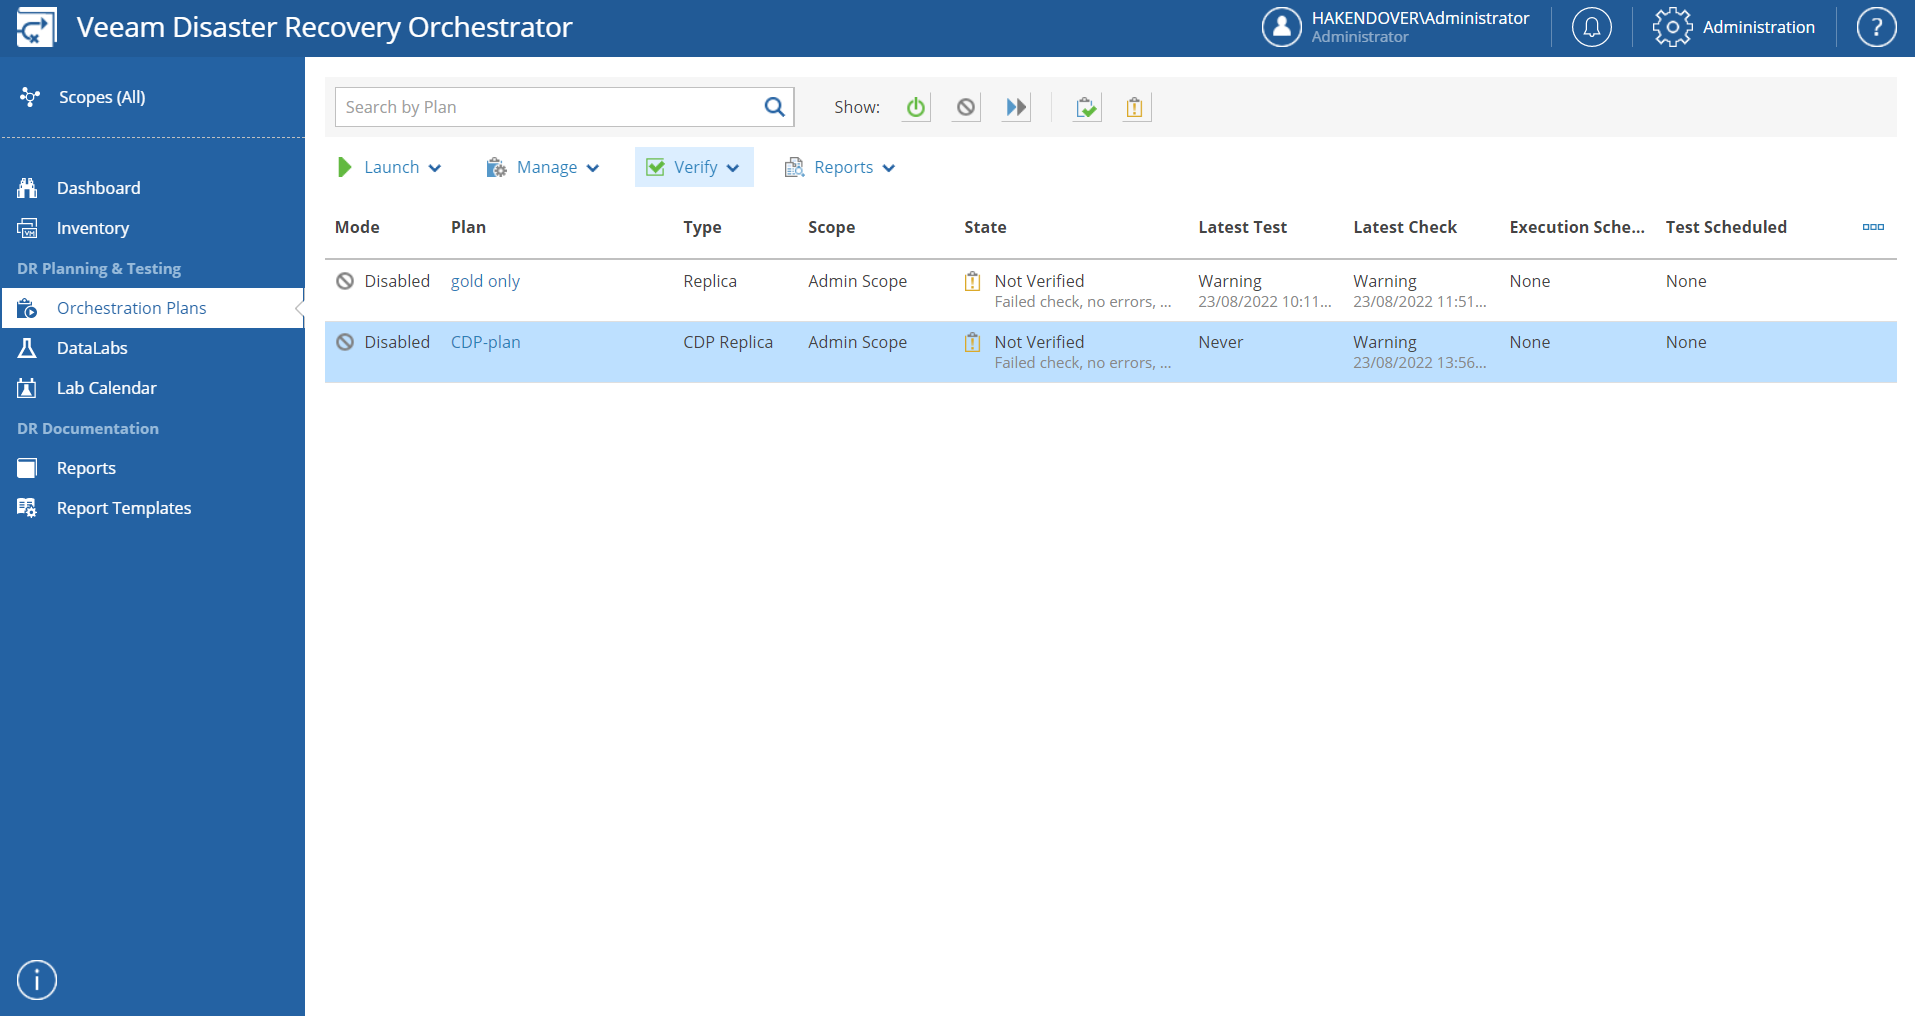 Veeam Disaster Recovery Orchestrator
HAKENDOVER\Administrator
Administrator
Administration
?
Scopes (All)
Dashboard
Inventory
DR Planning & Testing
Orchestration Plans
DataLabs
Lab Calendar
DR Documentation
Reports
Report Templates
i
Search by Plan
Show:
Launch Manage Verify Reports
Mode Plan Type Scope State Latest Test Latest Check Execution Sche... Test Scheduled
Disabled gold only Replica Admin Scope Not Verified Warning Warning None None
Failed check, no errors, ... 23/08/2022 10:11... 23/08/2022 11:51...
Disabled CDP-plan CDP Replica Admin Scope Not Verified Never Warning None None
Failed check, no errors, ... 23/08/2022 13:56...